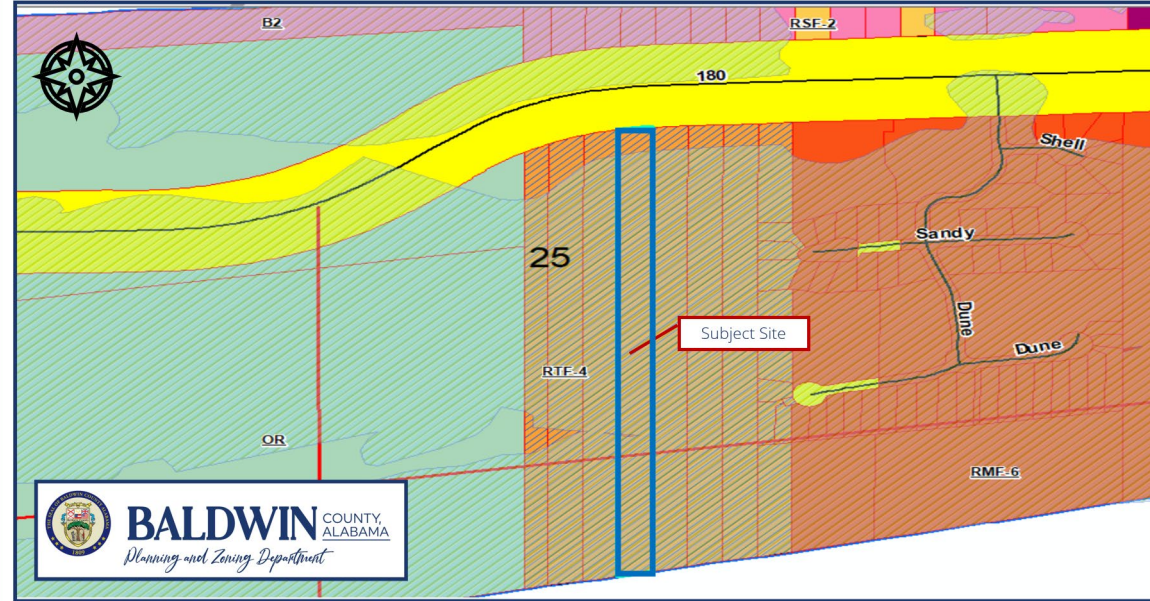 B2
RSF-2
180
Shell
Sandy
25
Dune
Subject Site
Dune
RTF-4
OR
RMF-6
BALDWIN COUNTY, ALABAMA
Planning and Zoning Department